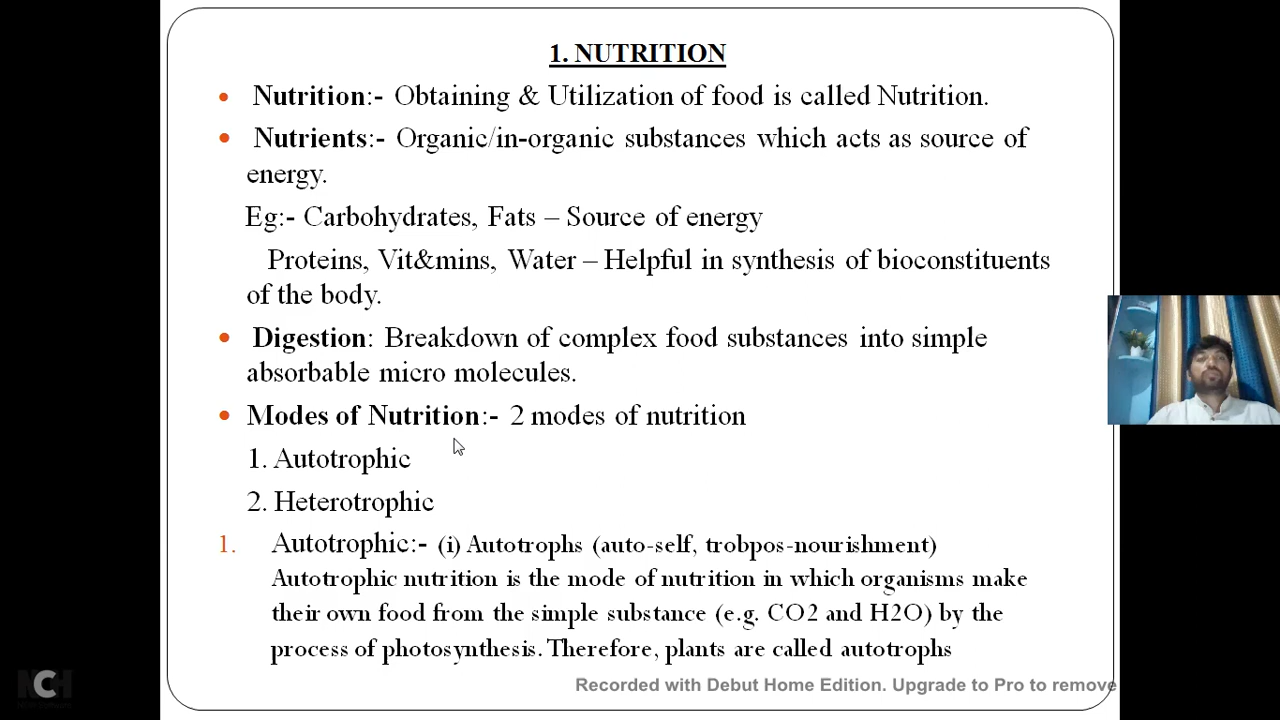 1. NUTRITION
• Nutrition:- Obtaining & Utilization of food is called Nutrition.
• Nutrients:- Organic/in-organic substances which acts as source of
energy.
Eg:- Carbohydrates, Fats – Source of energy
Proteins, Vit&mins, Water – Helpful in synthesis of bioconstituents
of the body.
• Digestion: Breakdown of complex food substances into simple
absorbable micro molecules.
• Modes of Nutrition:- 2 modes of nutrition
1. Autotrophic
2. Heterotrophic
1. Autotrophic:- (i) Autotrophs (auto-self, trobpos-nourishment)
Autotrophic nutrition is the mode of nutrition in which organisms make
their own food from the simple substance (e.g. CO2 and H2O) by the
process of photosynthesis. Therefore, plants are called autotrophs
Recorded with Debut Home Edition. Upgrade to Pro to remove
NCH